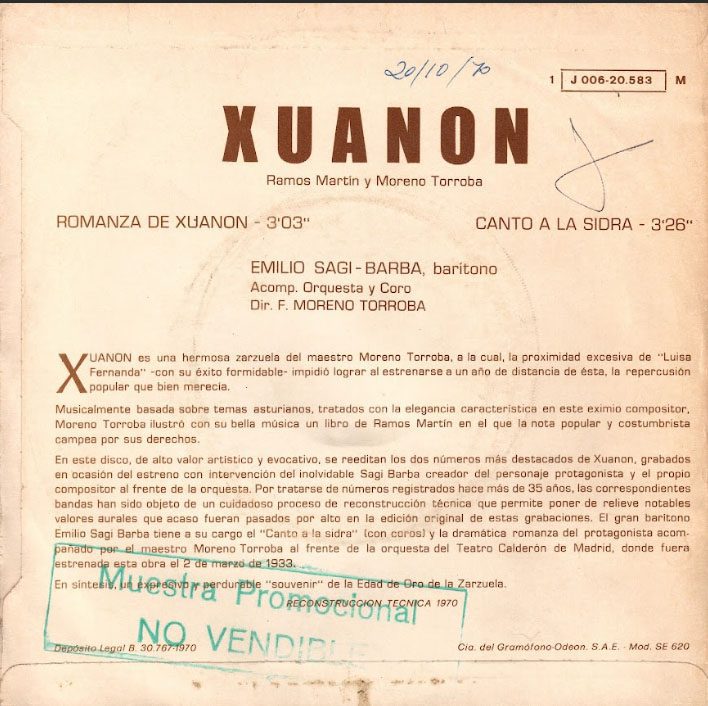 20/10/70
1 J 006-20.583 M
XUANON
Ramos Martín y Moreno Torroba
ROMANZA DE XUANON - 3'03"
CANTO A LA SIDRA - 3'26"
EMILIO SAGI-BARBA, barítono
Acomp. Orquesta y Coro
Dir. F. MORENO TORROBA
XUANON es una hermosa zarzuela del maestro Moreno Torroba, a la cual, la proximidad excesiva de "Luisa
Fernanda" -con su éxito formidable- impidió lograr al estrenarse a un año de distancia de ésta, la repercusión
popular que bien merecía.
Musicalmente basada sobre temas asturianos, tratados con la elegancia característica en este eximio compositor,
Moreno Torroba ilustró con su bella música un libro de Ramos Martín en el que la nota popular y costumbrista
campea por sus derechos.
En este disco, de alto valor artístico y evocativo, se reeditan los dos números más destacados de Xuanon, grabados
en ocasión del estreno con intervención del inolvidable Sagi Barba creador del personaje protagonista y el propio
compositor al frente de la orquesta. Por tratarse de números registrados hace más de 35 años, las correspondientes
bandas han sido objeto de un cuidadoso proceso de reconstrucción técnica que permite poner de relieve notables
valores aurales que acaso fueran pasados por alto en la edición original de estas grabaciones. El gran barítono
Emilio Sagi Barba tiene a su cargo el "Canto a la sidra" (con coros) y la dramática romanza del protagonista acom-
pañado por el maestro Moreno Torroba al frente de la orquesta del Teatro Calderón de Madrid, donde fuera
estrenada esta obra el 2 de marzo de 1933.
En síntesis, un expresivo y perdurable "souvenir" de la Edad de Oro de la Zarzuela.
Muestra Promocional
RECONSTRUCCION TECNICA 1970
NO VENDIBLE
Depósito Legal B. 30.767-1970
Cía. del Gramófono-Odeon. S.A.E. - Mod. SE 620